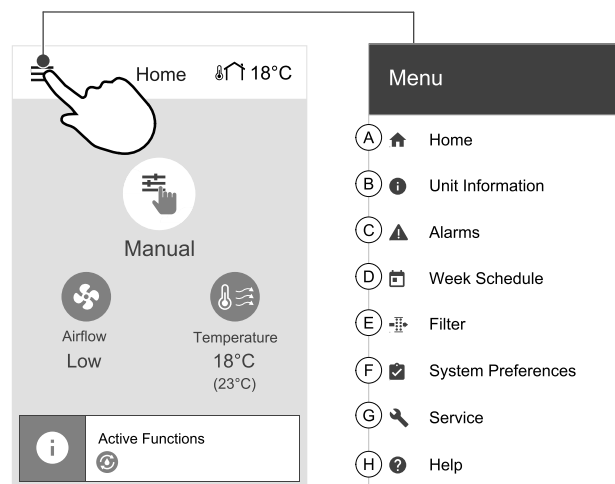 Home 18°C
Manual
Airflow
Low
Temperature
18°C
(23°C)
i
Active Functions
Menu
A Home
B Unit Information
C Alarms
D Week Schedule
E Filter
F System Preferences
G Service
H Help